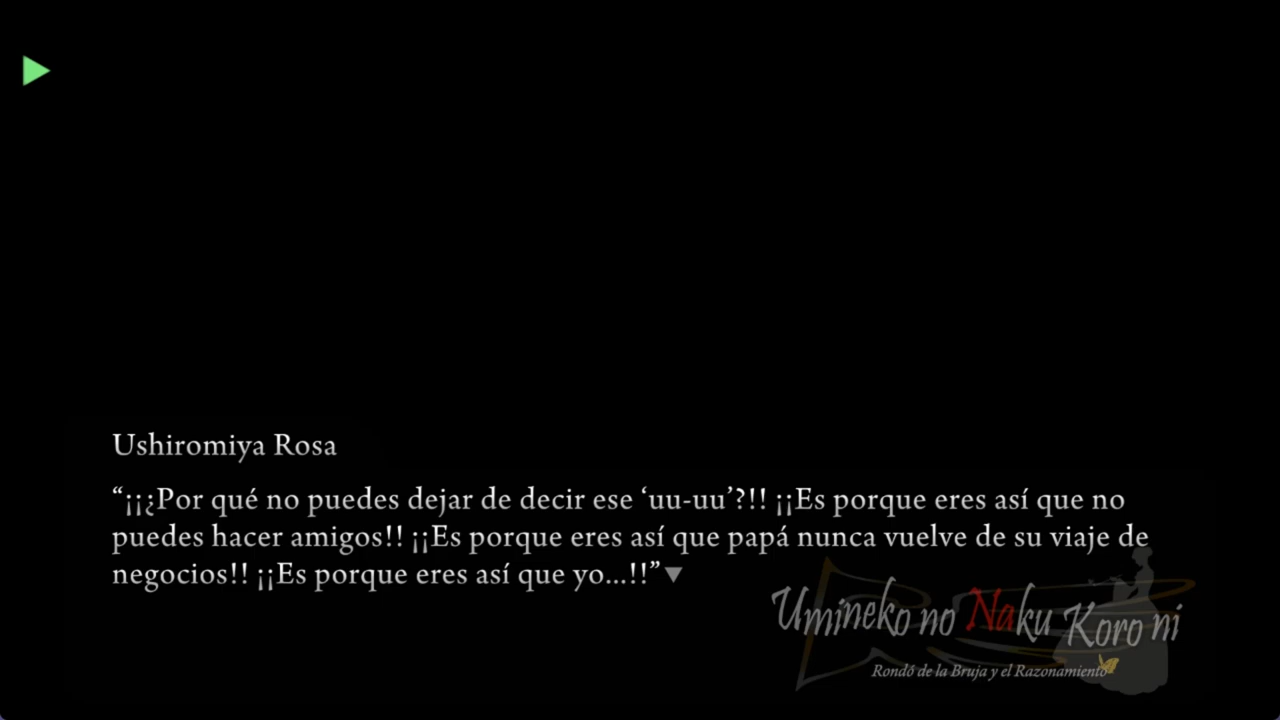 Ushiromiya Rosa
“¡¡¿Por qué no puedes dejar de decir ese ‘uu-uu’?!! ¡¡Es porque eres así que no
puedes hacer amigos!! ¡¡Es porque eres así que papá nunca vuelve de su viaje de
negocios!! ¡¡Es porque eres así que yo...!!”
Umineko no Naku Koro ni
Rondó de la Bruja y el Razonamiento